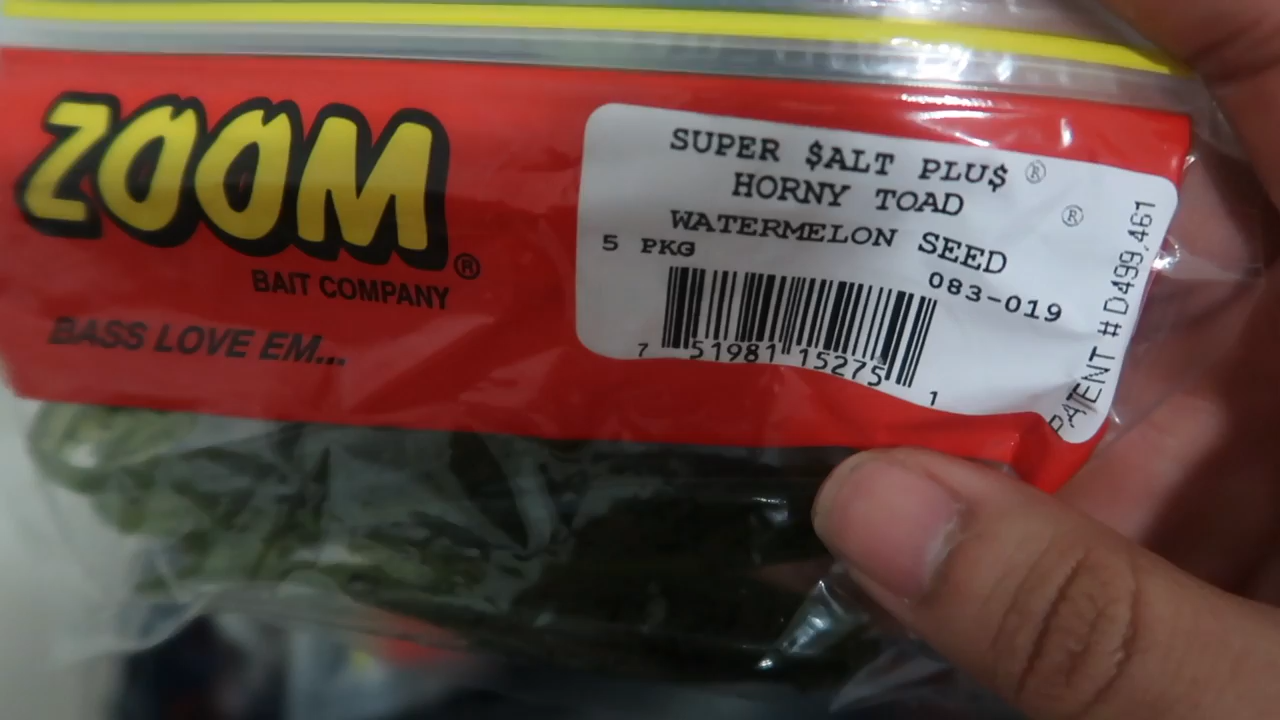 ZOOM®
BAIT COMPANY
BASS LOVE EM...
SUPER $ALT PLU$ ®
HORNY TOAD ®
WATERMELON SEED
5 PKG
083-019
7 51981 15275 1
PATENT # D499,461